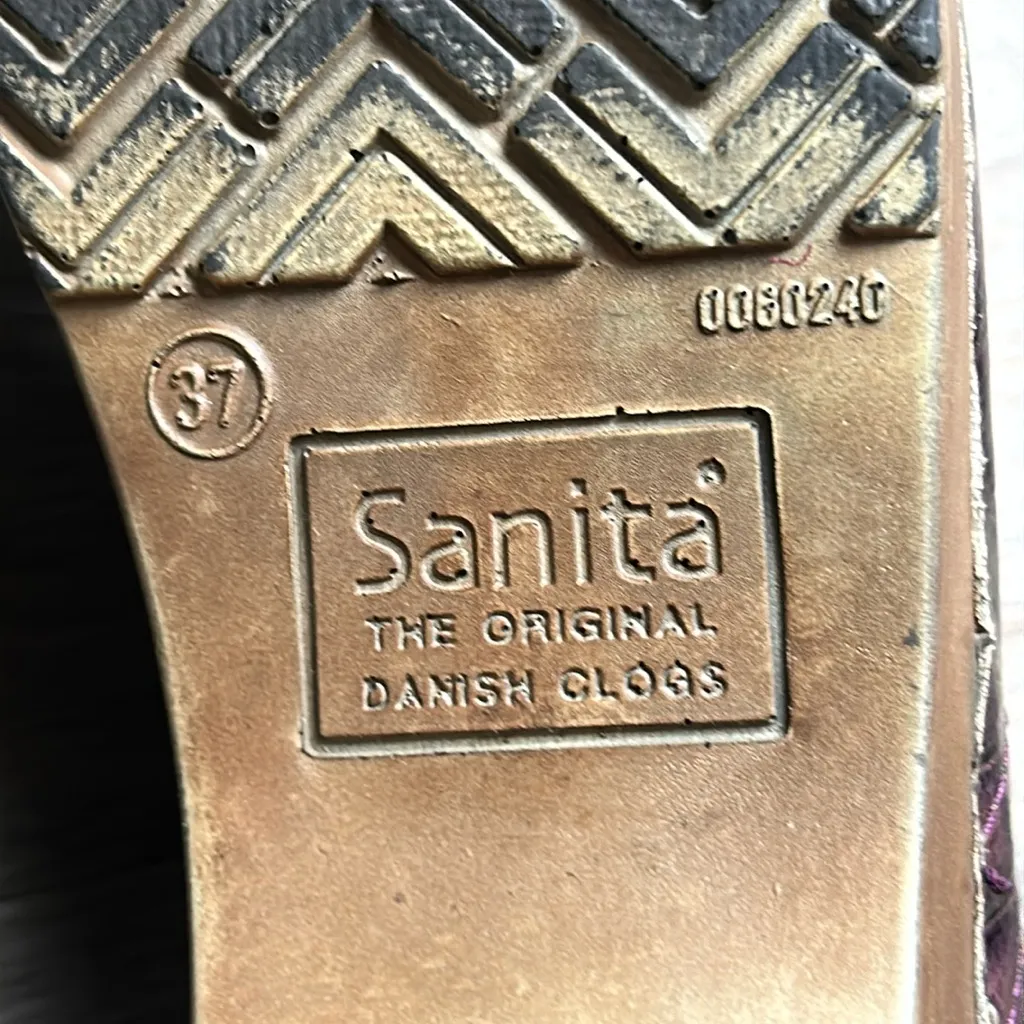 0080240
37
Sanita®
THE ORIGINAL
DANISH CLOGS